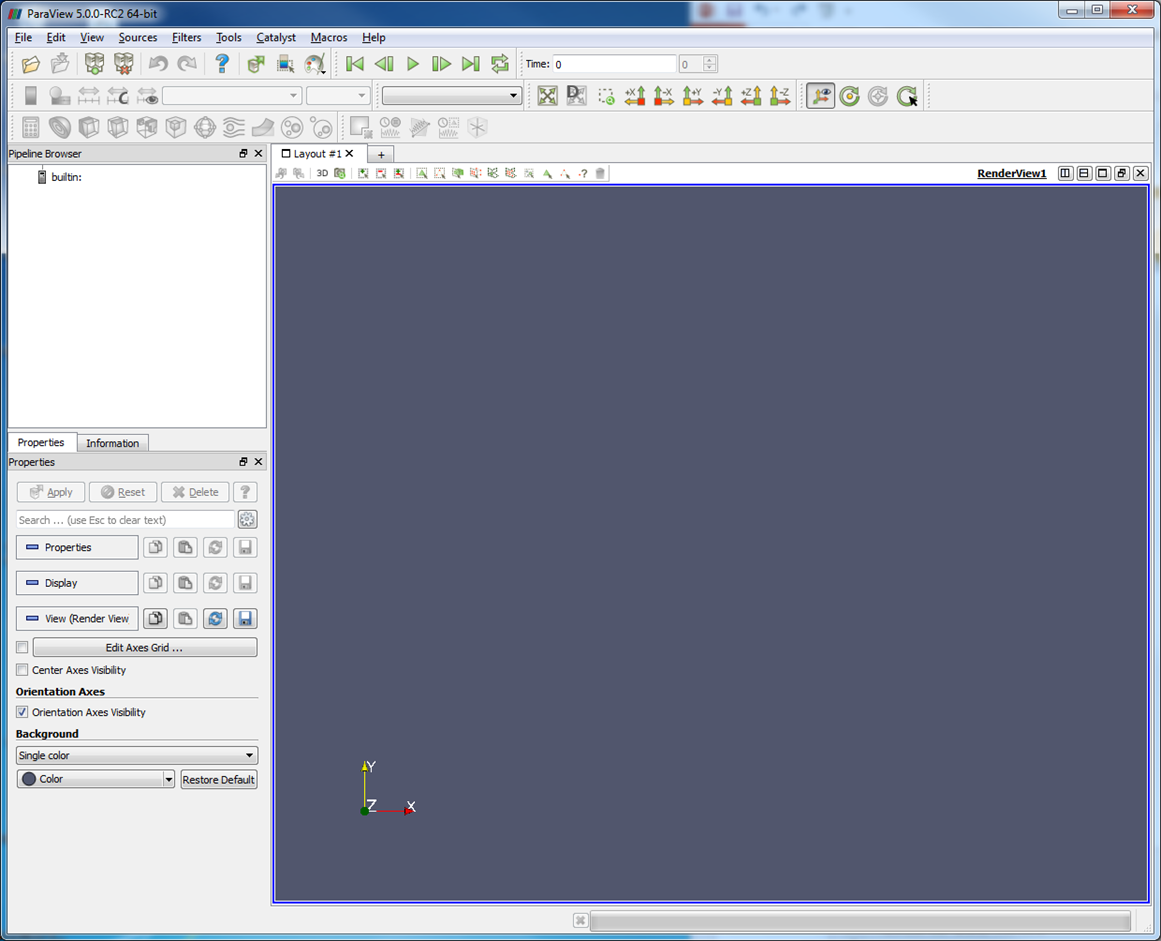 ParaView 5.0.0-RC2 64-bit
File Edit View Sources Filters Tools Catalyst Macros Help
? Time: 0 0
D +X -X +Y -Y +Z -Z
Pipeline Browser
builtin:
Layout #1 +
3D ? RenderView1
Properties Information
Properties
Apply Reset Delete ?
Search ... (use Esc to clear text)
Properties
Display
View (Render View
Edit Axes Grid ...
Center Axes Visibility
Orientation Axes
Orientation Axes Visibility
Background
Single color
Color Restore Default
Y
Z X